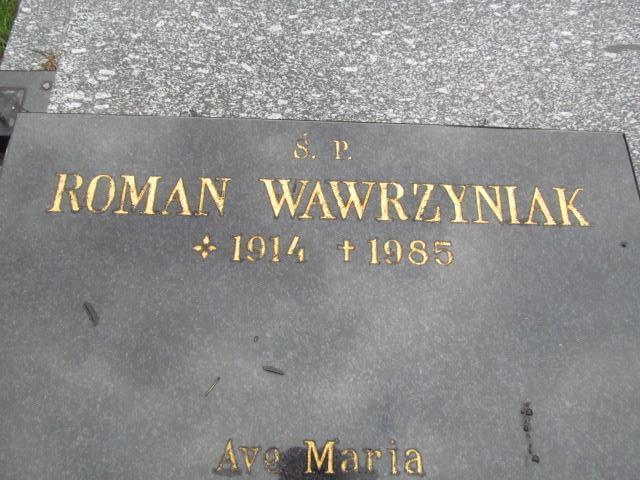 Ś. P.
ROMAN WAWRZYNIAK
1914 † 1985
Ave Maria